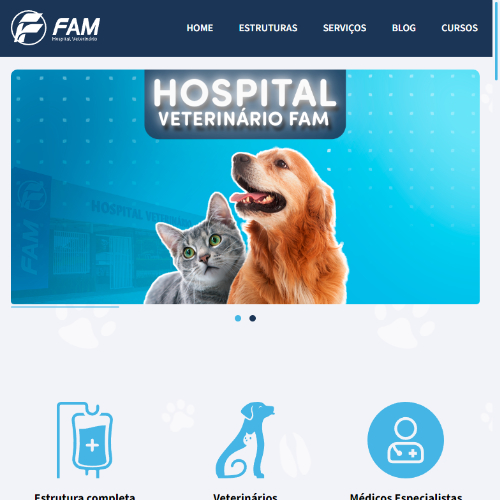 FAM
Hospital Veterinário
HOME
ESTRUTURAS
SERVIÇOS
BLOG
CURSOS
HOSPITAL
VETERINÁRIO FAM
HOSPITAL VETERINÁRIO
FAM
Estrutura completa
Veterinários
Médicos Especialistas